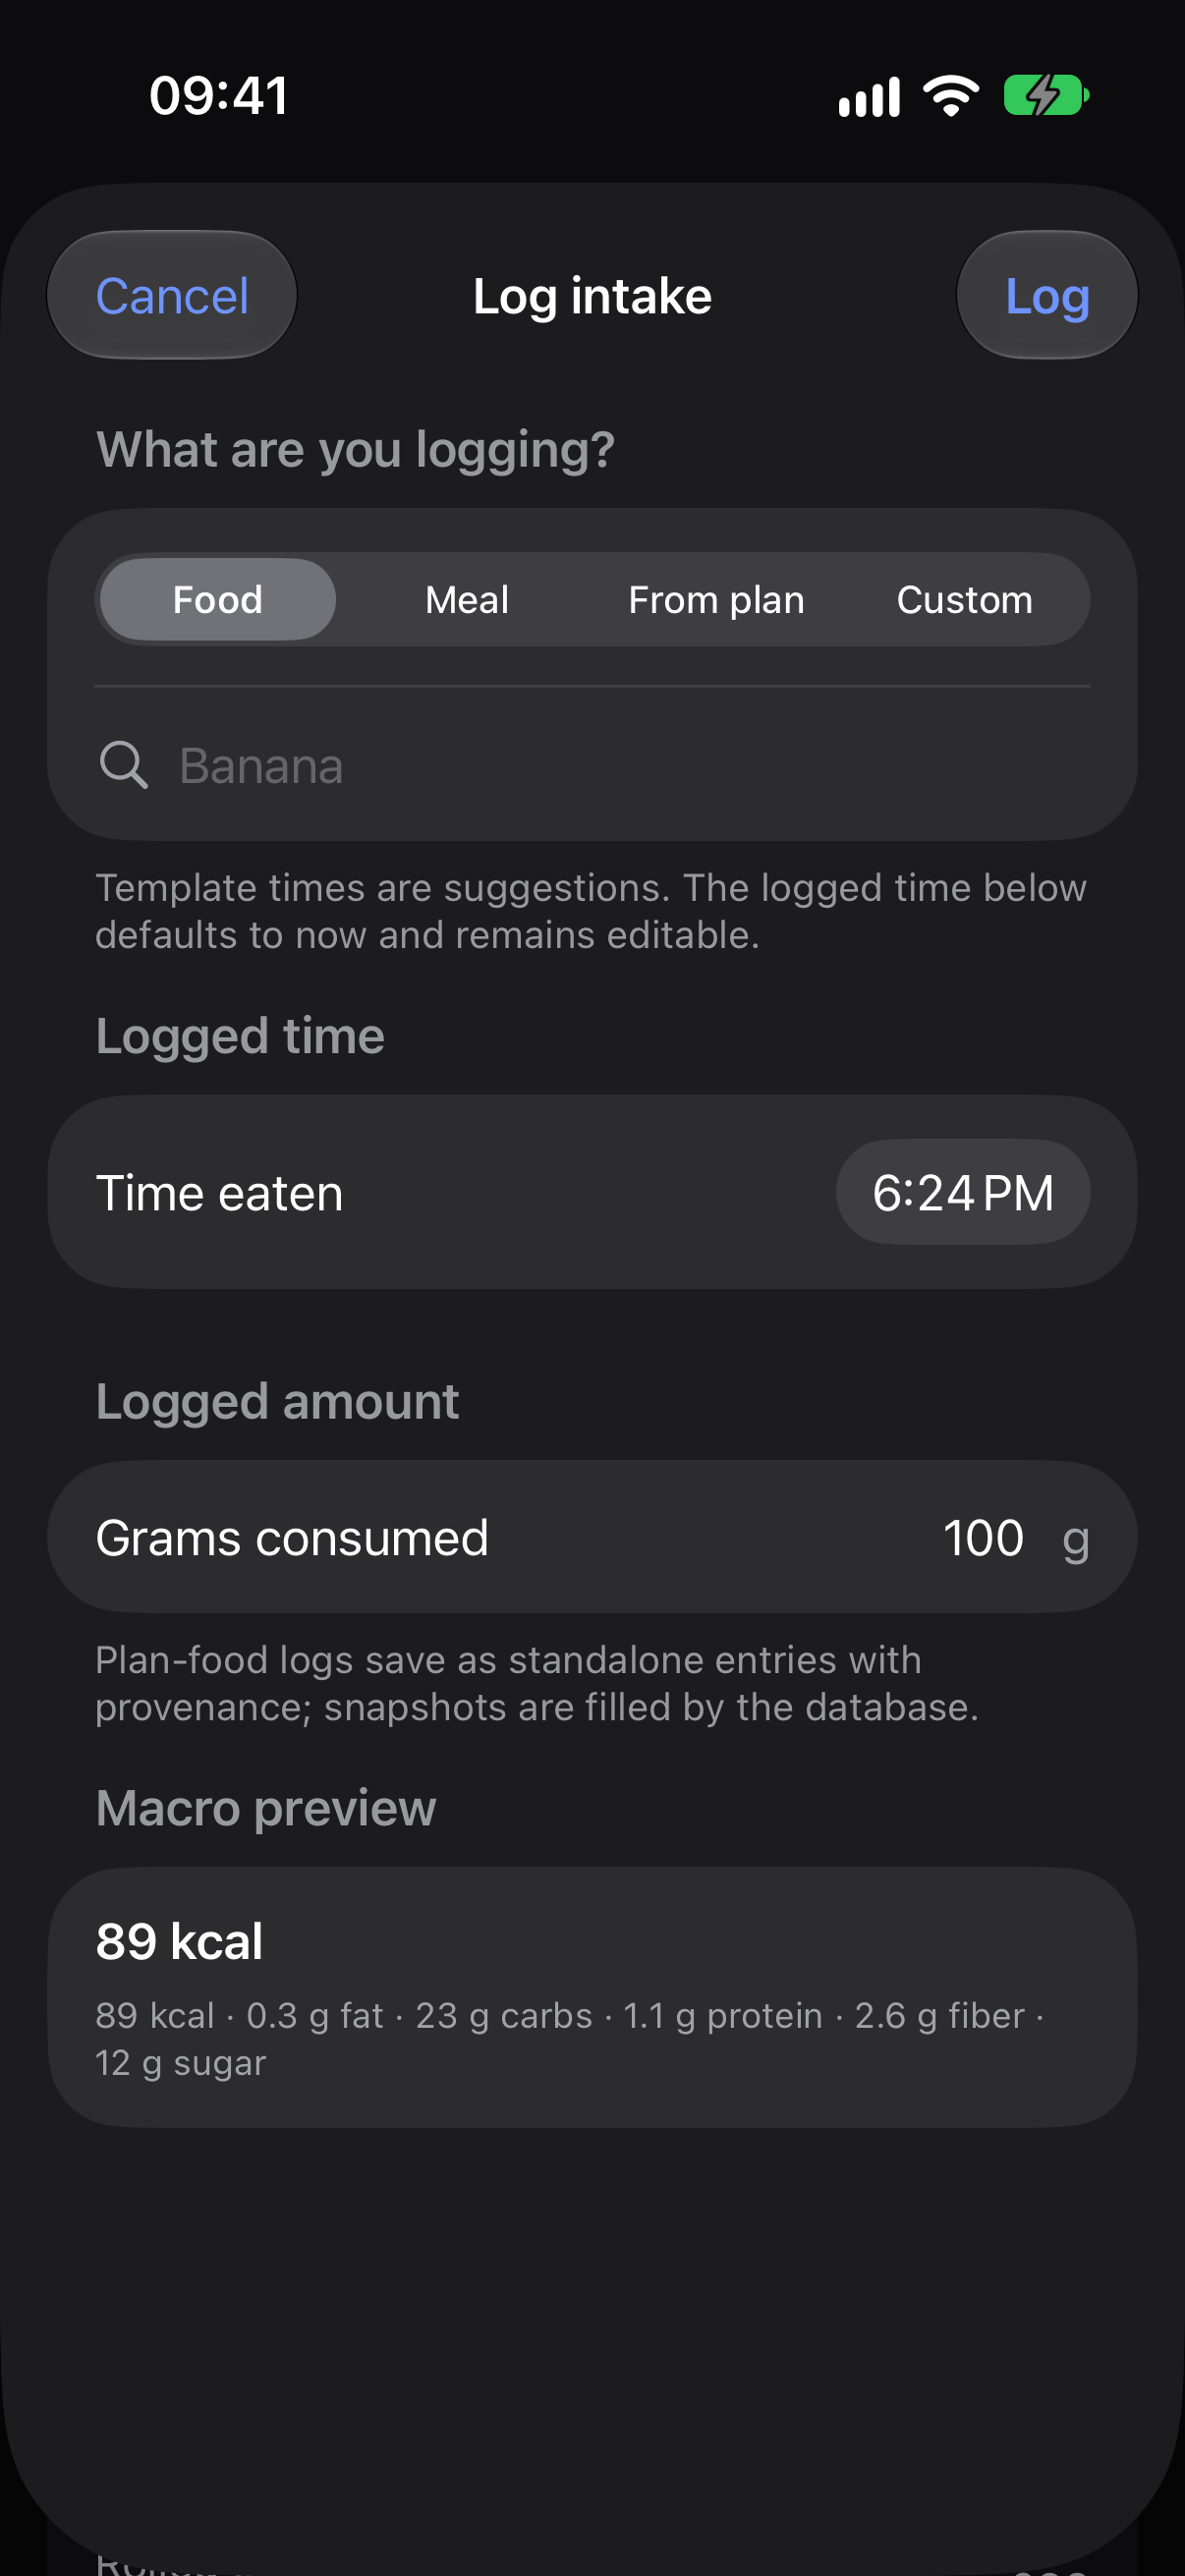 09:41
Cancel
Log intake
Log
What are you logging?
Food
Meal
From plan
Custom
Banana
Template times are suggestions. The logged time below
defaults to now and remains editable.
Logged time
Time eaten
6:24 PM
Logged amount
Grams consumed
100 g
Plan-food logs save as standalone entries with
provenance; snapshots are filled by the database.
Macro preview
89 kcal
89 kcal · 0.3 g fat · 23 g carbs · 1.1 g protein · 2.6 g fiber ·
12 g sugar